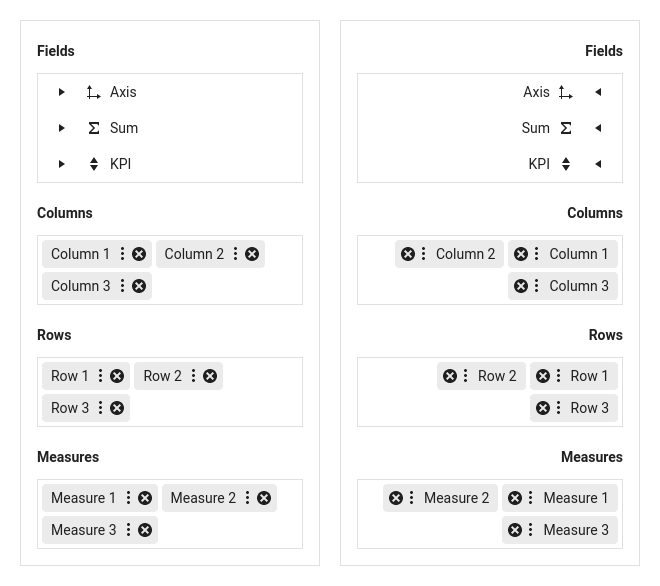 Fields
Axis
Sum
KPI
Columns
Column 1 Column 2
Column 3
Rows
Row 1 Row 2
Row 3
Measures
Measure 1 Measure 2
Measure 3
Fields
Axis
Sum
KPI
Columns
Column 2 Column 1
Column 3
Rows
Row 2 Row 1
Row 3
Measures
Measure 2 Measure 1
Measure 3